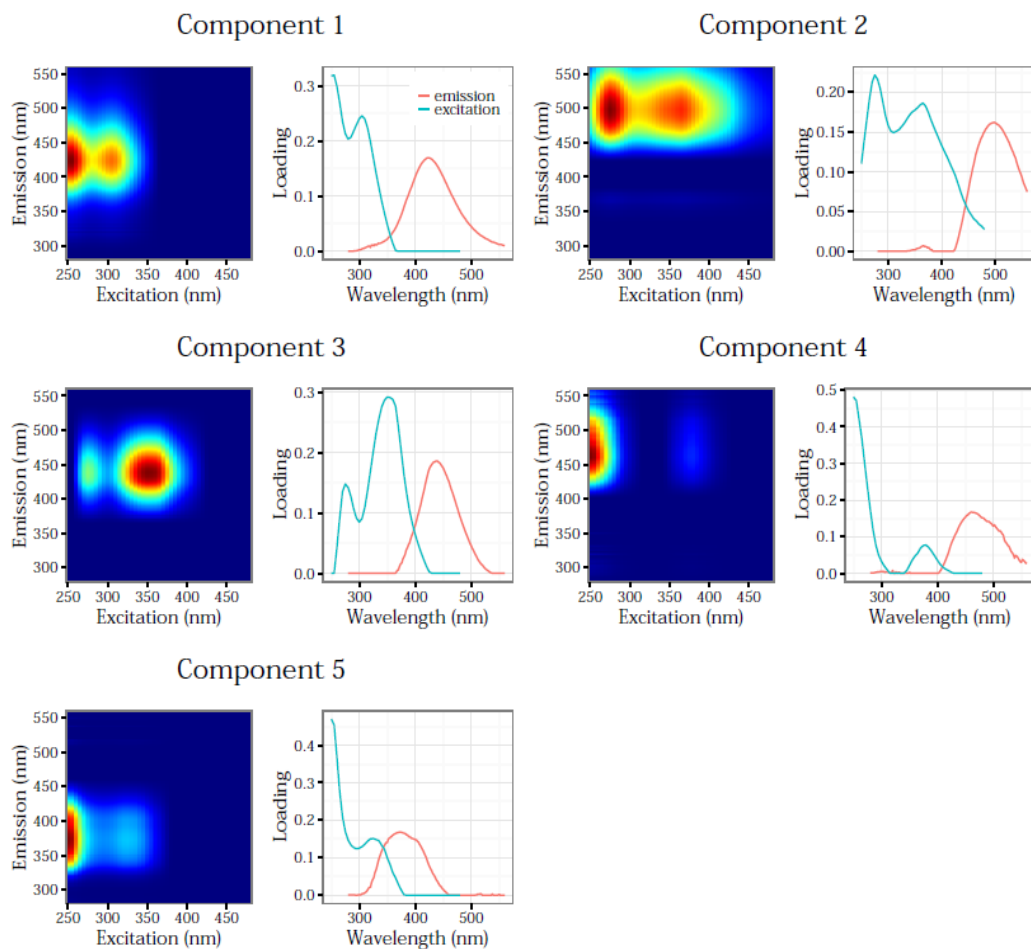 Component 1
Emission (nm)
550
500
450
400
350
300
250 300 350 400 450
Excitation (nm)
Loading
0.3
0.2
0.1
0.0
emission
excitation
300 400 500
Wavelength (nm)
Component 2
Emission (nm)
550
500
450
400
350
300
250 300 350 400 450
Excitation (nm)
Loading
0.20
0.15
0.10
0.05
0.00
300 400 500
Wavelength (nm)
Component 3
Emission (nm)
550
500
450
400
350
300
250 300 350 400 450
Excitation (nm)
Loading
0.3
0.2
0.1
0.0
300 400 500
Wavelength (nm)
Component 4
Emission (nm)
550
500
450
400
350
300
250 300 350 400 450
Excitation (nm)
Loading
0.5
0.4
0.3
0.2
0.1
0.0
300 400 500
Wavelength (nm)
Component 5
Emission (nm)
550
500
450
400
350
300
250 300 350 400 450
Excitation (nm)
Loading
0.4
0.3
0.2
0.1
0.0
300 400 500
Wavelength (nm)